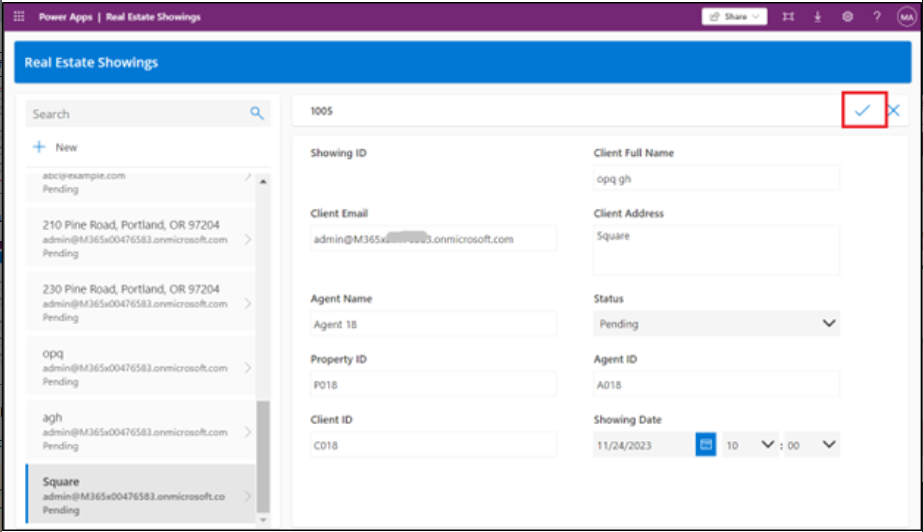 Power Apps | Real Estate Showings
Share
?
MA
Real Estate Showings
Search
New
abc@example.com
Pending
210 Pine Road, Portland, OR 97204
admin@M365x00476583.onmicrosoft.com
Pending
230 Pine Road, Portland, OR 97204
admin@M365x00476583.onmicrosoft.com
Pending
opq
admin@M365x00476583.onmicrosoft.com
Pending
agh
admin@M365x00476583.onmicrosoft.com
Pending
Square
admin@M365x00476583.onmicrosoft.co
Pending
1005
Showing ID
Client Full Name
opq gh
Client Email
Client Address
admin@M365x 3.onmicrosoft.com
Square
Agent Name
Status
Agent 18
Pending
Property ID
Agent ID
P018
A018
Client ID
Showing Date
C018
11/24/2023
10 : 00